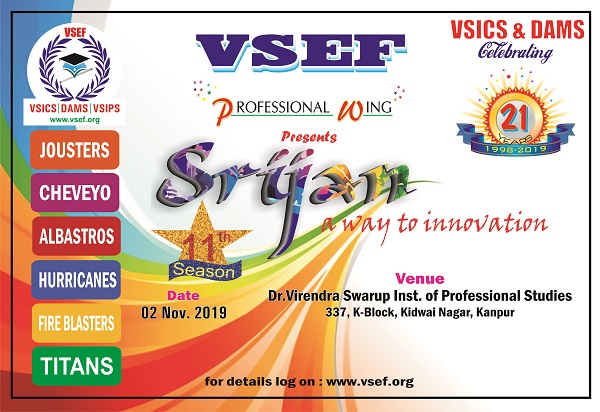 VSEF
VSICS DAMS VSIPS
www.vsef.org
VSEF
PROFESSIONAL WING
Presents
Srijan
a way to innovation
11th
Season
VSICS & DAMS
Celebrating
21
YEARS
1998-2019
JOUSTERS
CHEVEYO
ALBASTROS
HURRICANES
FIRE BLASTERS
TITANS
Date
02 Nov. 2019
Venue
Dr.Virendra Swarup Inst. of Professional Studies
337, K-Block, Kidwai Nagar, Kanpur
for details log on : www.vsef.org